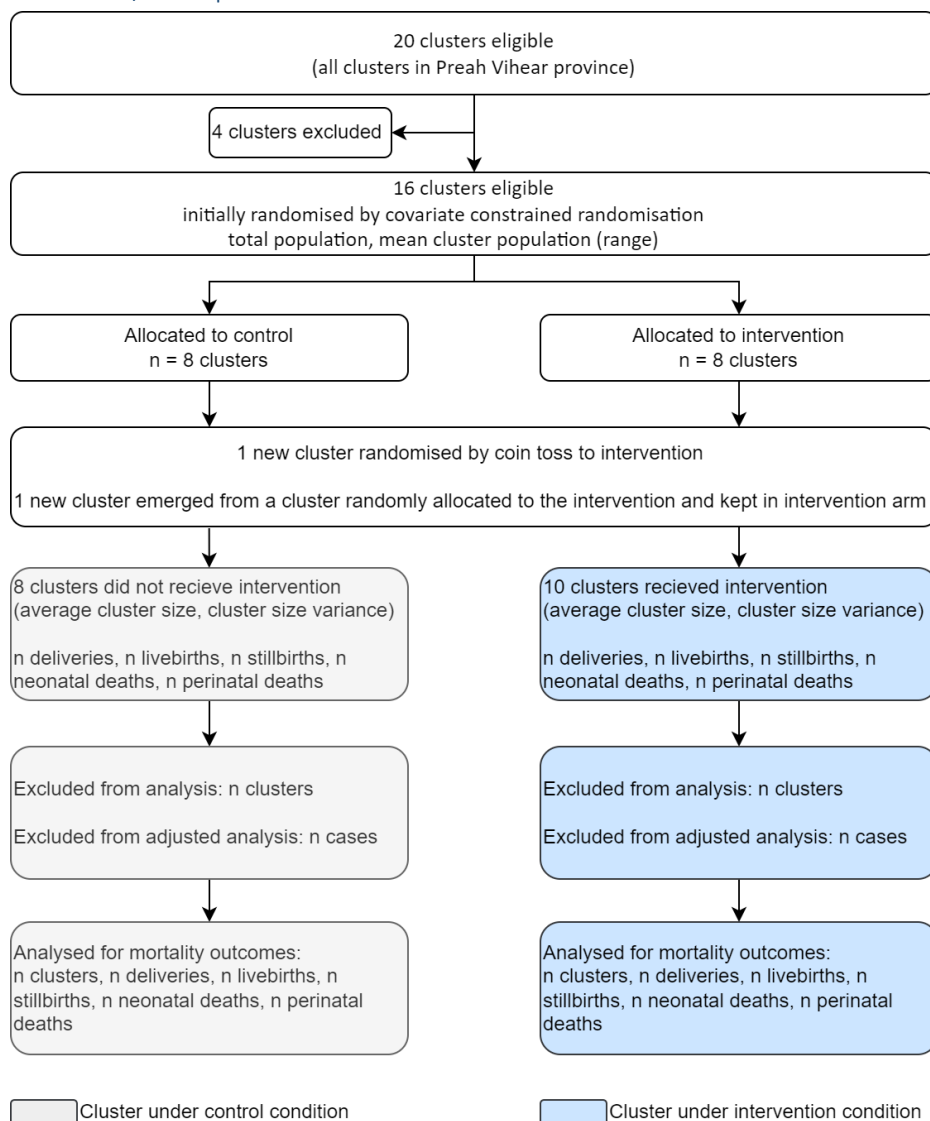 20 clusters eligible
(all clusters in Preah Vihear province)
4 clusters excluded
16 clusters eligible
initially randomised by covariate constrained randomisation
total population, mean cluster population (range)
Allocated to control
n = 8 clusters
Allocated to intervention
n = 8 clusters
1 new cluster randomised by coin toss to intervention
1 new cluster emerged from a cluster randomly allocated to the intervention and kept in intervention arm
8 clusters did not recieve intervention
(average cluster size, cluster size variance)
n deliveries, n livebirths, n stillbirths, n
neonatal deaths, n perinatal deaths
10 clusters recieved intervention
(average cluster size, cluster size variance)
n deliveries, n livebirths, n stillbirths, n
neonatal deaths, n perinatal deaths
Excluded from analysis: n clusters
Excluded from adjusted analysis: n cases
Excluded from analysis: n clusters
Excluded from adjusted analysis: n cases
Analysed for mortality outcomes:
n clusters, n deliveries, n livebirths, n
stillbirths, n neonatal deaths, n perinatal
deaths
Analysed for mortality outcomes:
n clusters, n deliveries, n livebirths, n
stillbirths, n neonatal deaths, n perinatal
deaths
Cluster under control condition
Cluster under intervention condition